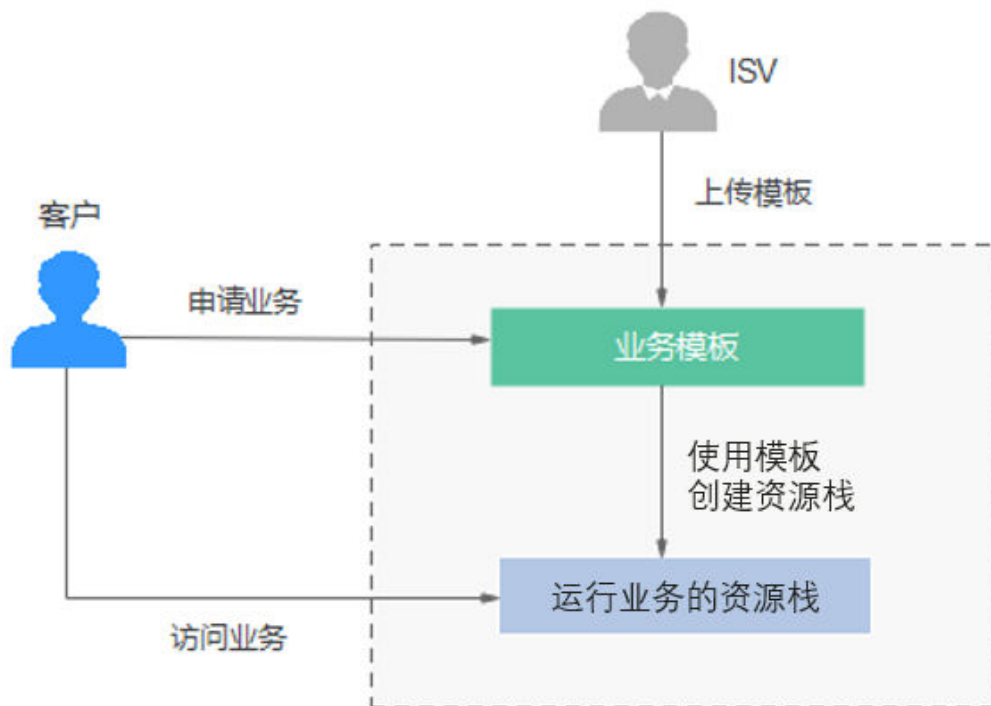 ISV
上传模板
客户
申请业务
业务模板
使用模板
创建资源栈
运行业务的资源栈
访问业务